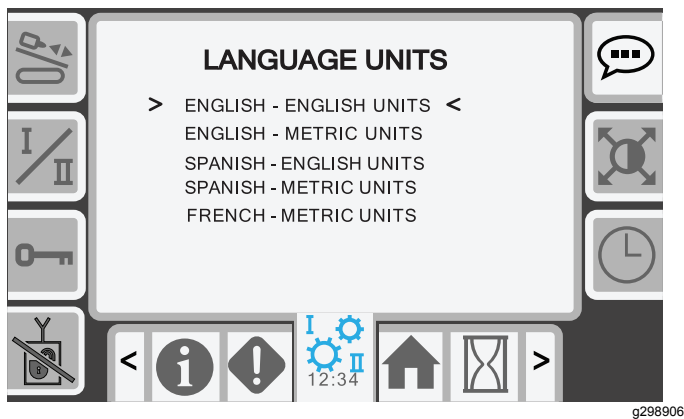 LANGUAGE UNITS
> ENGLISH - ENGLISH UNITS <
ENGLISH - METRIC UNITS
SPANISH - ENGLISH UNITS
SPANISH - METRIC UNITS
FRENCH - METRIC UNITS
I
II
I
II
12:34
< >
g298906